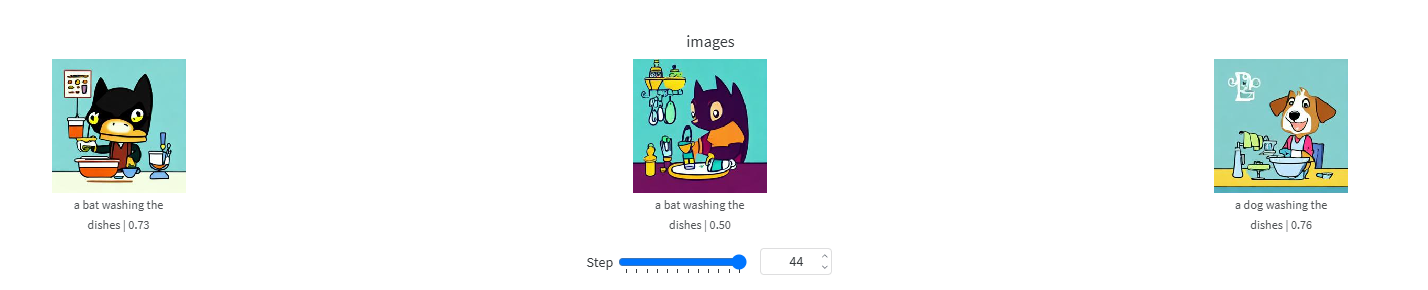 images
a bat washing the
dishes | 0.73
a bat washing the
dishes | 0.50
a dog washing the
dishes | 0.76
Step
44